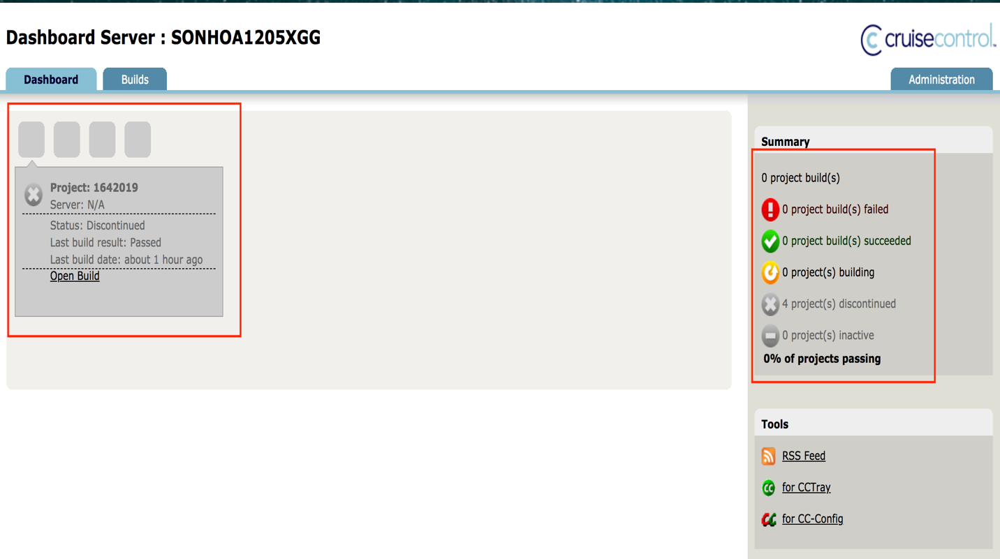 Dashboard Server : SONHOA1205XGG
cruisecontrol™
Dashboard
Builds
Administration
Project: 1642019
Server: N/A
Status: Discontinued
Last build result: Passed
Last build date: about 1 hour ago
Open Build
Summary
0 project build(s)
0 project build(s) failed
0 project build(s) succeeded
0 project(s) building
4 project(s) discontinued
0 project(s) inactive
0% of projects passing
Tools
RSS Feed
for CCTray
for CC-Config